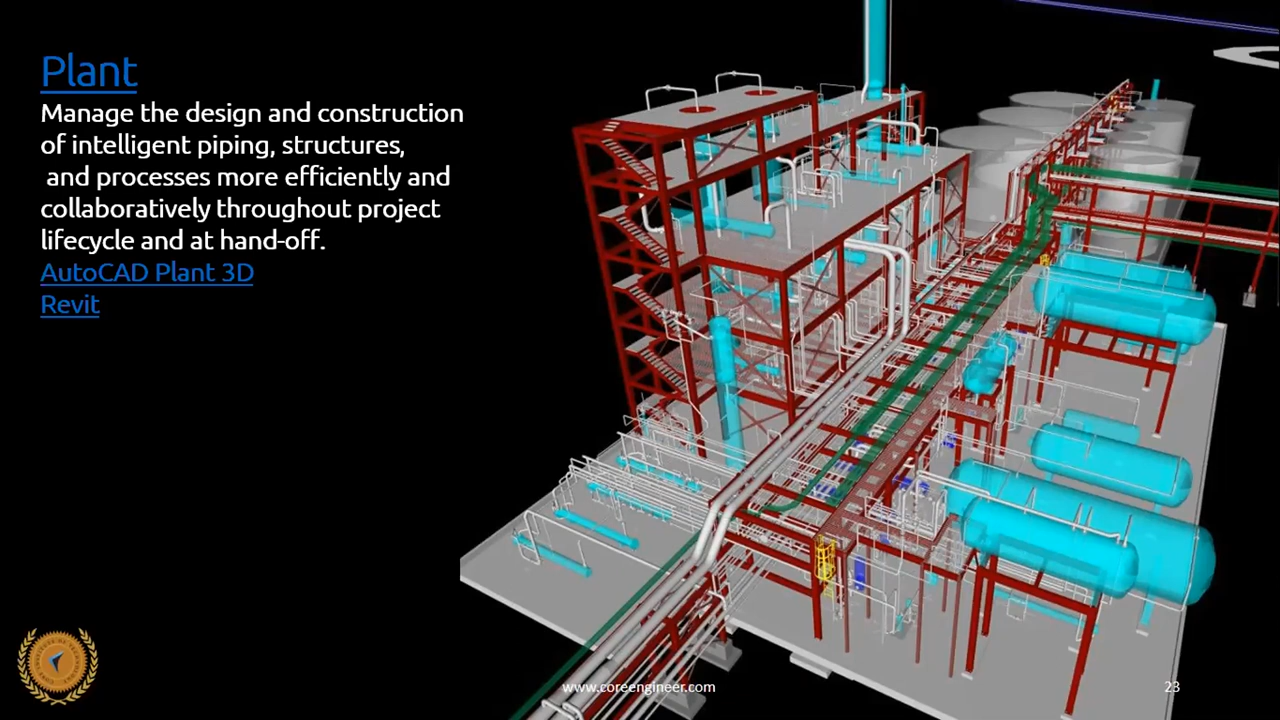 Plant
Manage the design and construction
of intelligent piping, structures,
and processes more efficiently and
collaboratively throughout project
lifecycle and at hand-off.
AutoCAD Plant 3D
Revit
www.coreengineer.com
23